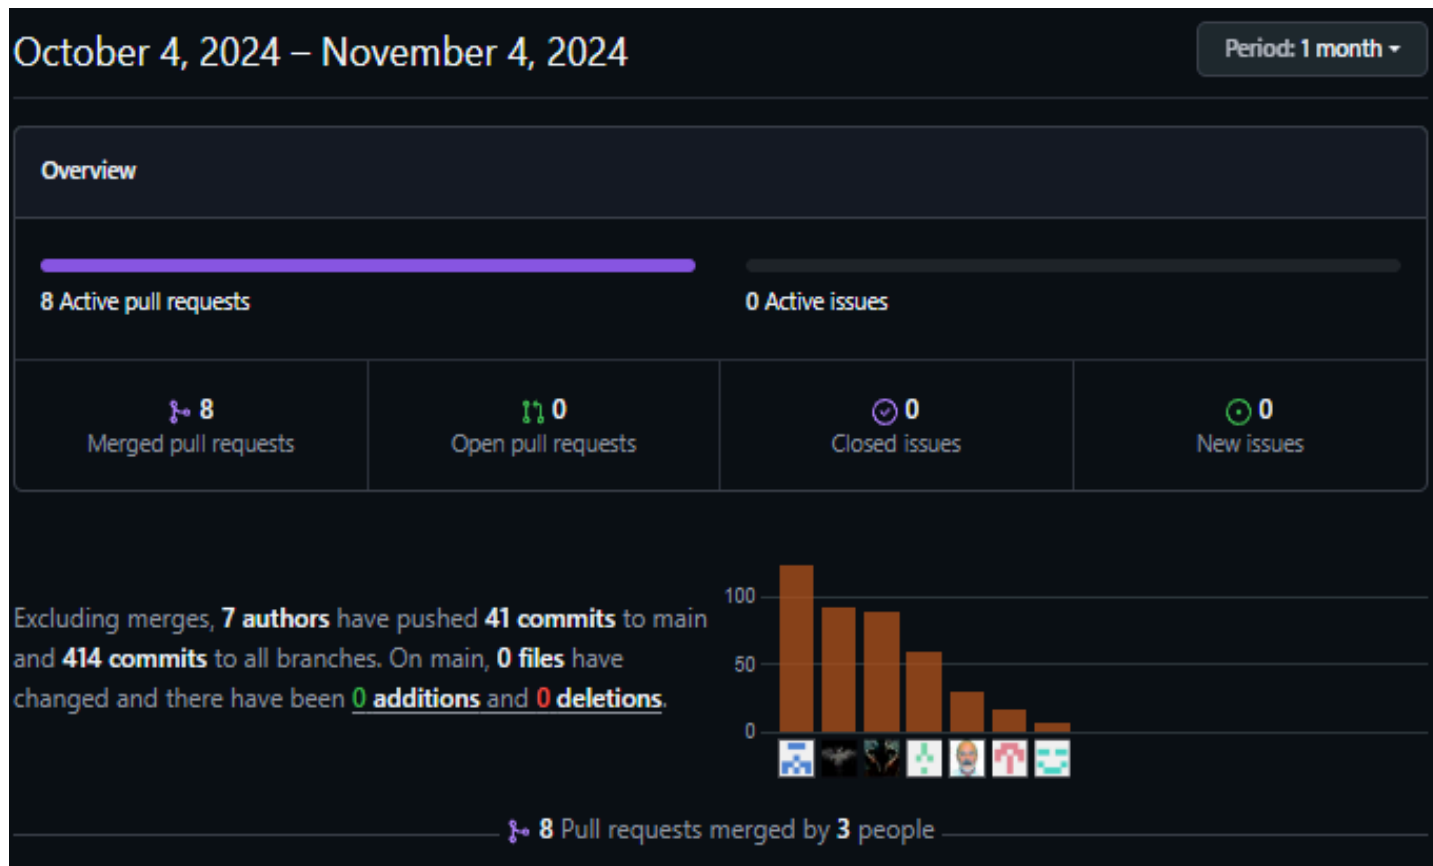 October 4, 2024 – November 4, 2024
Period: 1 month
Overview
8 Active pull requests
0 Active issues
8
Merged pull requests
0
Open pull requests
0
Closed issues
0
New issues
Excluding merges, 7 authors have pushed 41 commits to main
and 414 commits to all branches. On main, 0 files have
changed and there have been 0 additions and 0 deletions.
100
50
0
8 Pull requests merged by 3 people